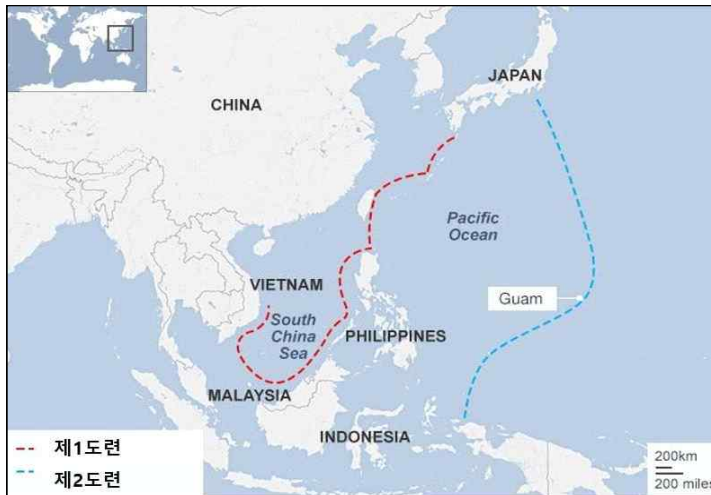 JAPAN
CHINA
Pacific
Ocean
VIETNAM
Guam
South
China
Sea
PHILIPPINES
MALAYSIA
INDONESIA
제1도련
제2도련
200km
200 miles